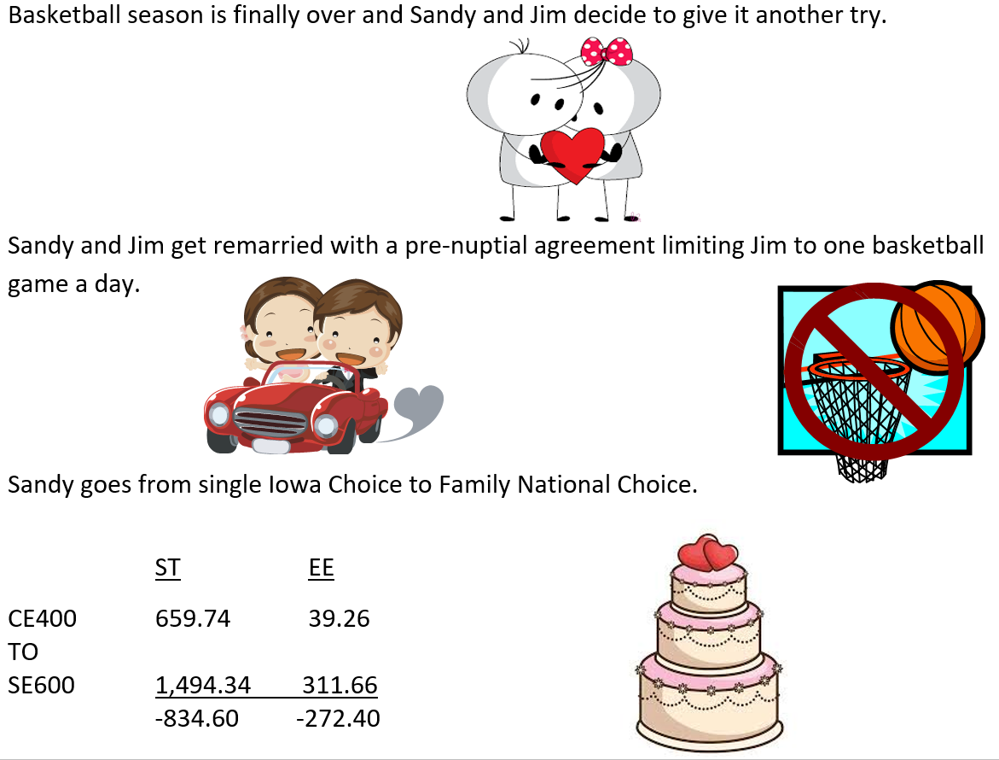 Basketball season is finally over and Sandy and Jim decide to give it another try.
Sandy and Jim get remarried with a pre-nuptial agreement limiting Jim to one basketball
game a day.
Sandy goes from single Iowa Choice to Family National Choice.
ST EE
CE400 659.74 39.26
TO
SE600 1,494.34 311.66
-834.60 -272.40